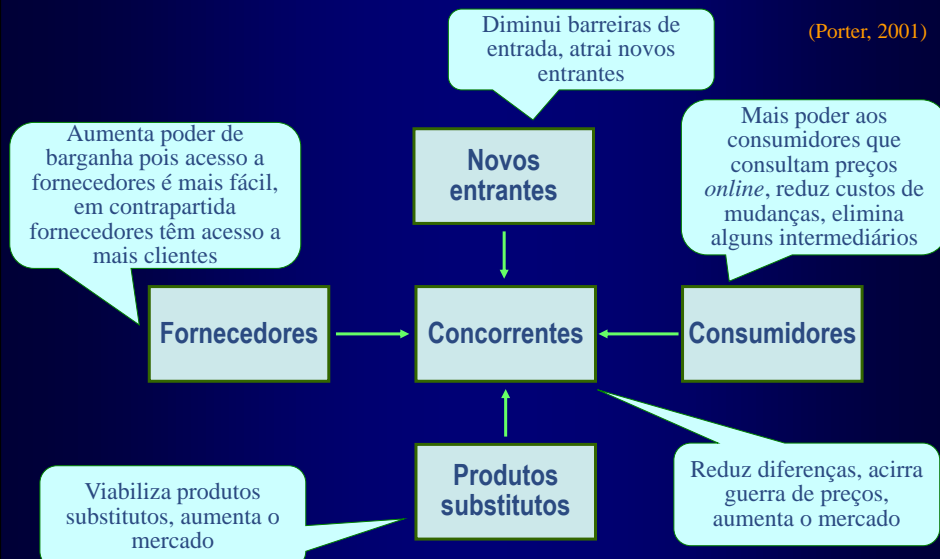 (Porter, 2001)
Diminui barreiras de
entrada, atrai novos
entrantes
Aumenta poder de
barganha pois acesso a
fornecedores é mais fácil,
em contrapartida
fornecedores têm acesso a
mais clientes
Novos
entrantes
Mais poder aos
consumidores que
consultam preços
online, reduz custos de
mudanças, elimina
alguns intermediários
Fornecedores
Concorrentes
Consumidores
Produtos
substitutos
Viabiliza produtos
substitutos, aumenta o
mercado
Reduz diferenças, acirra
guerra de preços,
aumenta o mercado